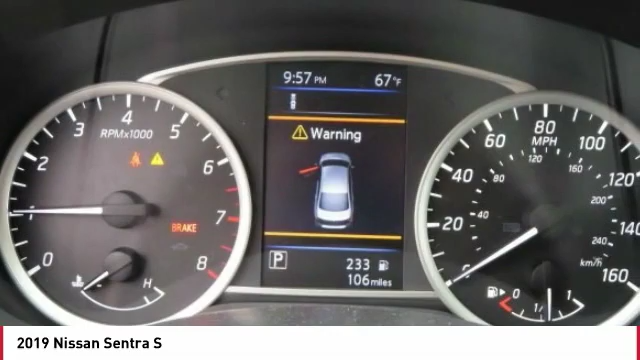 9:57 PM 67°F
Warning
P 233
106 miles
RPMx1000
0 1 2 3 4 5 6 7 8
BRAKE
H
MPH
20 40 60 80 100 120 140 160
40 80 120 160 200 240
km/h
0 1/2 1
2019 Nissan Sentra S